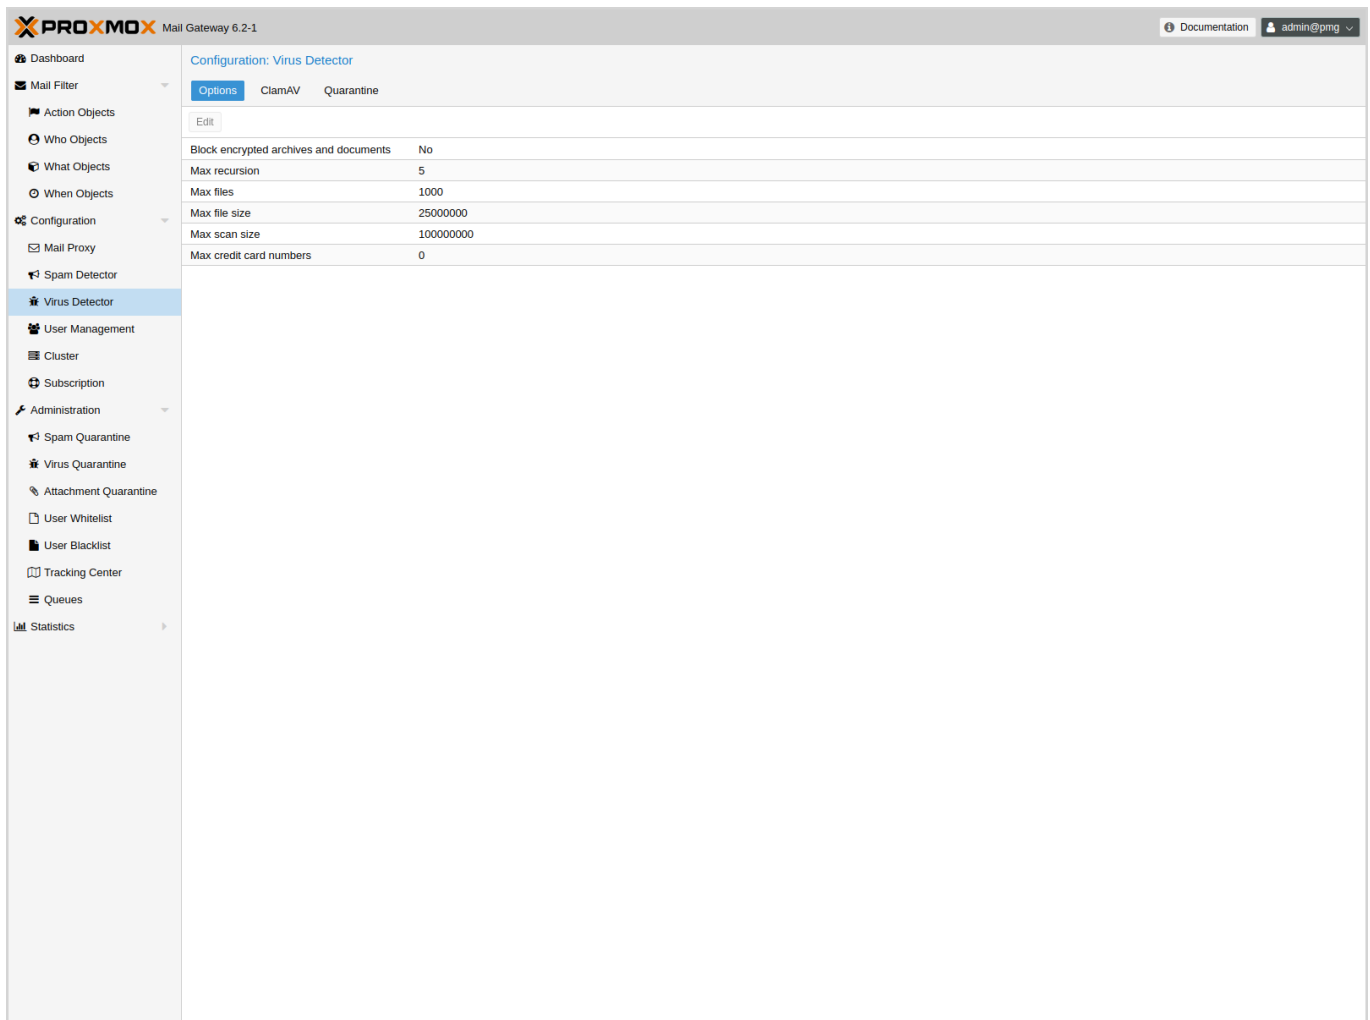 PROXMOX Mail Gateway 6.2-1
Documentation
admin@pmg
Dashboard
Mail Filter
Action Objects
Who Objects
What Objects
When Objects
Configuration
Mail Proxy
Spam Detector
Virus Detector
User Management
Cluster
Subscription
Administration
Spam Quarantine
Virus Quarantine
Attachment Quarantine
User Whitelist
User Blacklist
Tracking Center
Queues
Statistics
Configuration: Virus Detector
Options ClamAV Quarantine
Edit
Block encrypted archives and documents No
Max recursion 5
Max files 1000
Max file size 25000000
Max scan size 100000000
Max credit card numbers 0